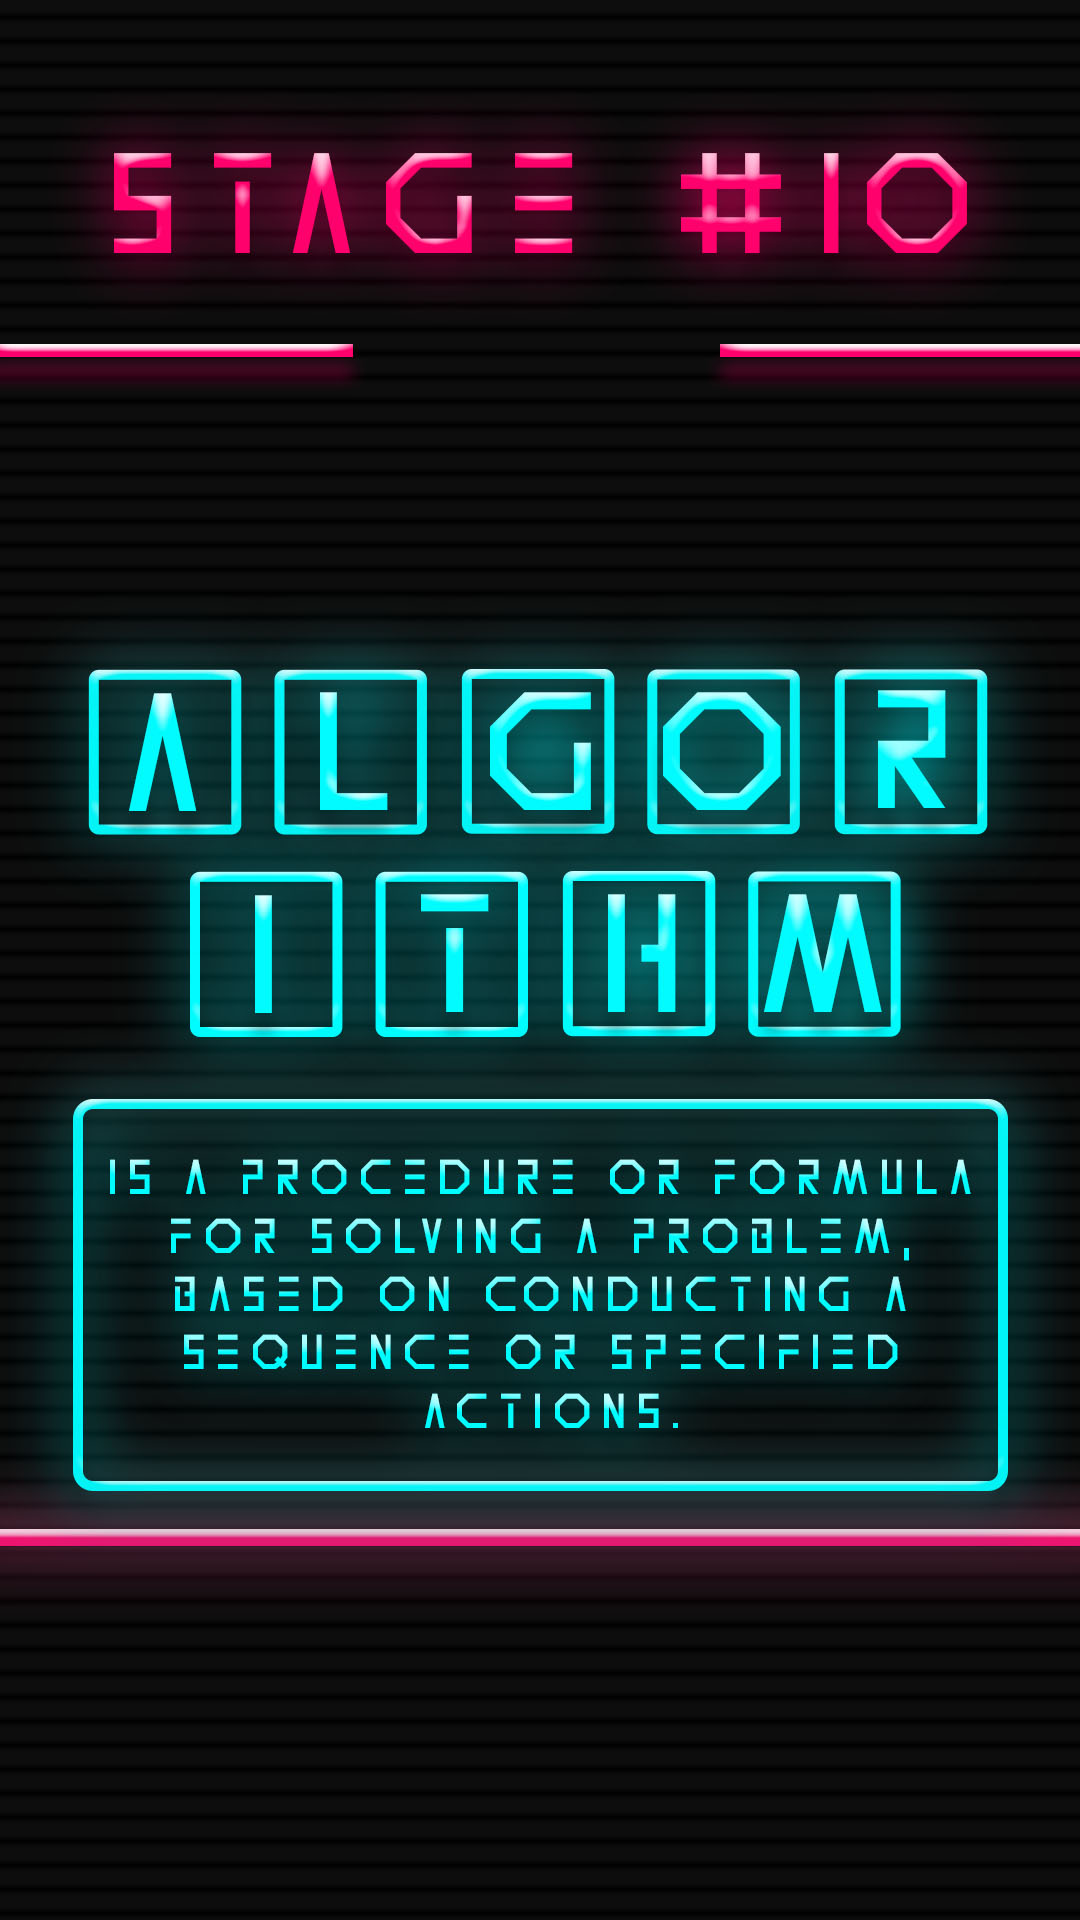 STAGE #10
ALGOR
ITHM
IS A PROCEDURE OR FORMULA
FOR SOLVING A PROBLEM,
BASED ON CONDUCTING A
SEQUENCE OR SPECIFIED
ACTIONS.